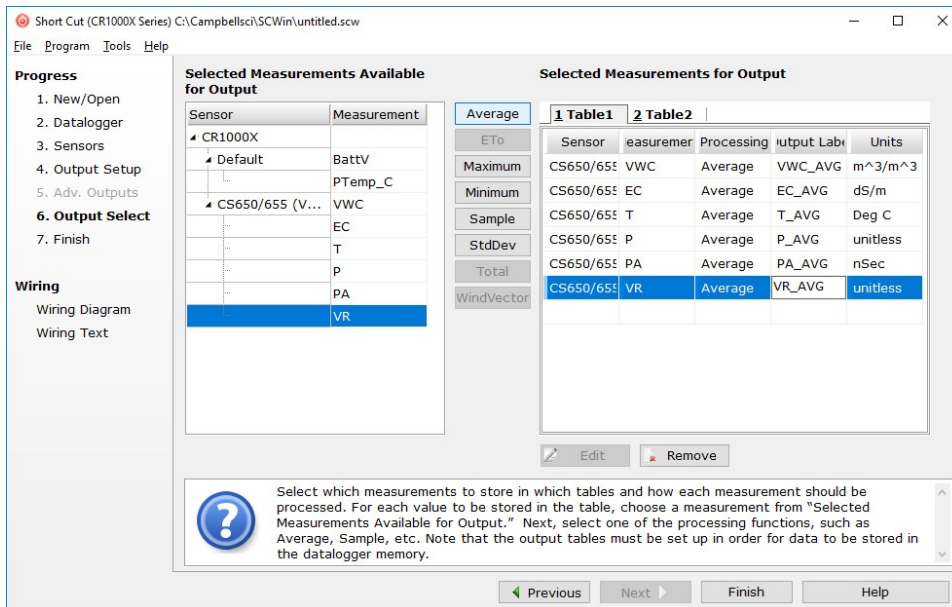 Short Cut (CR1000X Series) C:\Campbellsci\SCWin\untitled.scw
File Program Tools Help
Progress
1. New/Open
2. Datalogger
3. Sensors
4. Output Setup
5. Adv. Outputs
6. Output Select
7. Finish
Wiring
Wiring Diagram
Wiring Text
Selected Measurements Available
for Output
Sensor Measurement
CR1000X
Default BattV
PTemp_C
CS650/655 (V... VWC
EC
T
P
PA
VR
Average
ETo
Maximum
Minimum
Sample
StdDev
Total
WindVector
Selected Measurements for Output
1 Table1 2 Table2
Sensor easuremer Processing utput Labe Units
CS650/655 VWC Average VWC_AVG m^3/m^3
CS650/655 EC Average EC_AVG dS/m
CS650/655 T Average T_AVG Deg C
CS650/655 P Average P_AVG unitless
CS650/655 PA Average PA_AVG nSec
CS650/655 VR Average VR_AVG unitless
Edit Remove
Select which measurements to store in which tables and how each measurement should be
processed. For each value to be stored in the table, choose a measurement from “Selected
Measurements Available for Output.” Next, select one of the processing functions, such as
Average, Sample, etc. Note that the output tables must be set up in order for data to be stored in
the datalogger memory.
Previous Next Finish Help